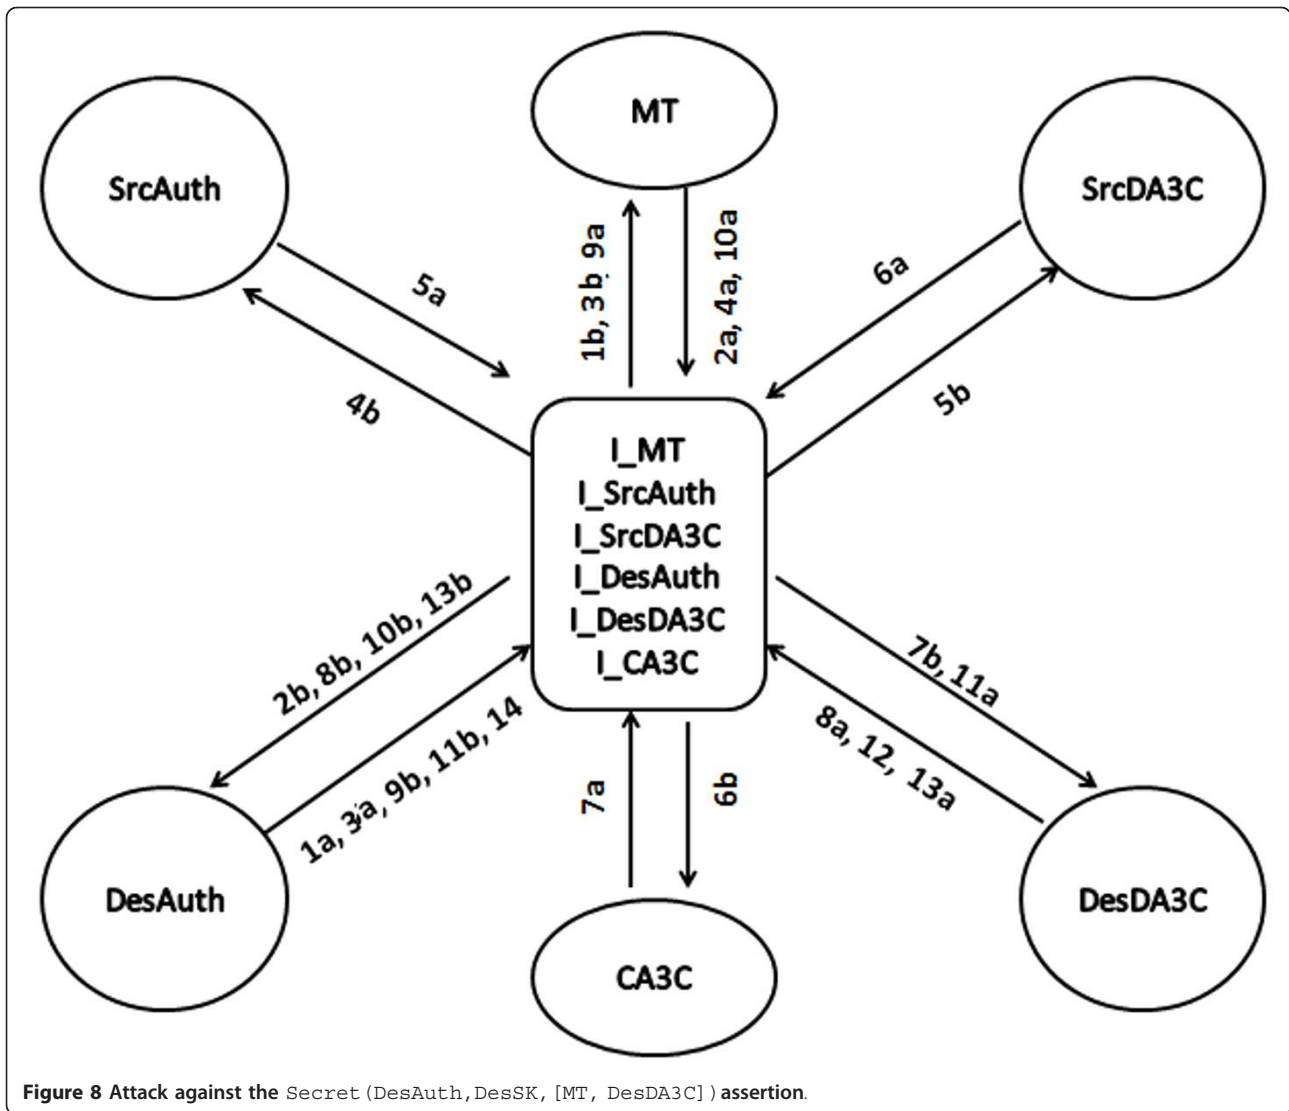 MT
SrcAuth
SrcDA3C
5a
4b
1b, 3b, 9a
2a, 4a, 10a
6a
5b
I_MT
I_SrcAuth
I_SrcDA3C
I_DesAuth
I_DesDA3C
I_CA3C
2b, 8b, 10b, 13b
1a, 3a, 9b, 11b, 14
7b, 11a
8a, 12, 13a
7a
6b
DesAuth
CA3C
DesDA3C
Figure 8 Attack against the Secret(DesAuth,DesSK,[MT, DesDA3C]) assertion.